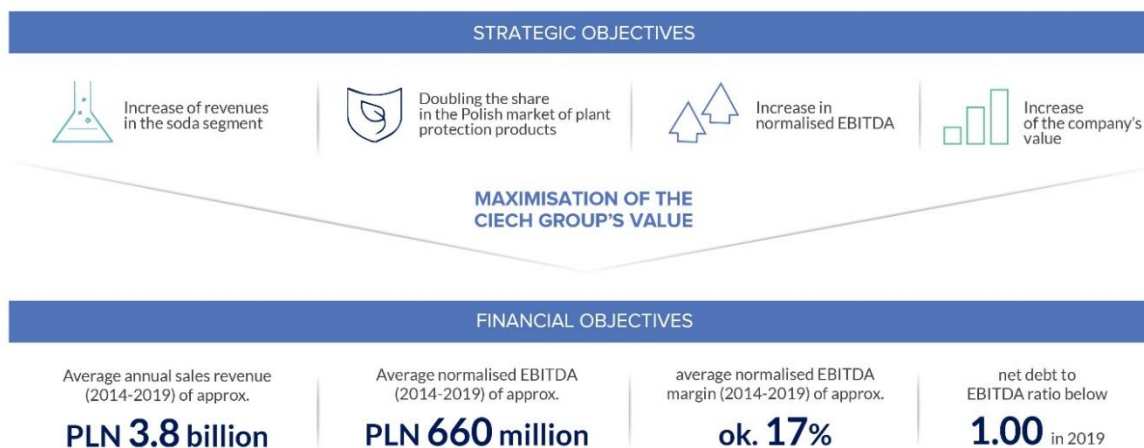 STRATEGIC OBJECTIVES
Increase of revenues
in the soda segment
Doubling the share
in the Polish market of plant
protection products
Increase in
normalised EBITDA
Increase
of the company's
value
MAXIMISATION OF THE
CIECH GROUP'S VALUE
FINANCIAL OBJECTIVES
Average annual sales revenue
(2014-2019) of approx.
PLN 3.8 billion
Average normalised EBITDA
(2014-2019) of approx.
PLN 660 million
average normalised EBITDA
margin (2014-2019) of approx.
ok. 17%
net debt to
EBITDA ratio below
1.00 in 2019